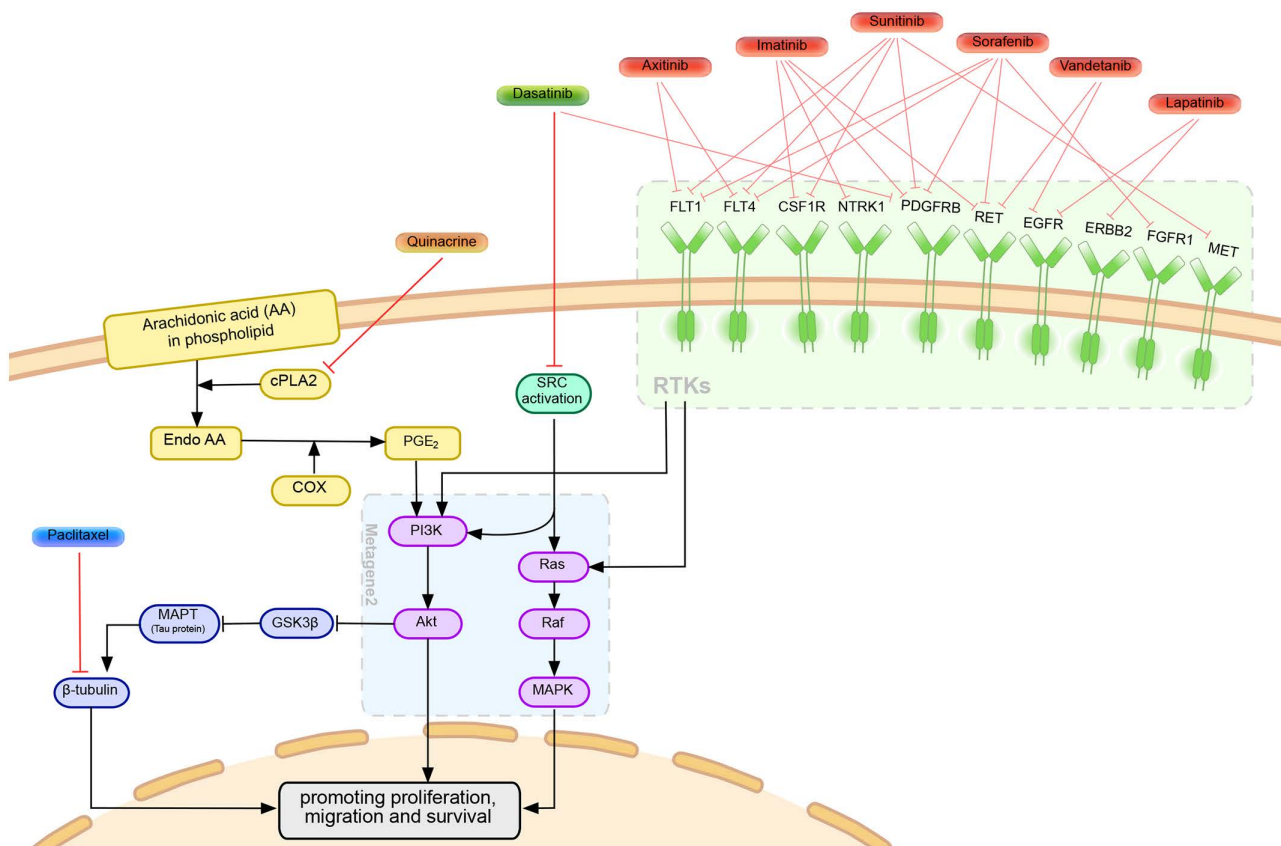 Sunitinib
Imatinib
Sorafenib
Axitinib
Vandetanib
Dasatinib
Lapatinib
FLT1
FLT4
CSF1R
NTRK1
PDGFRB
RET
EGFR
ERBB2
FGFR1
MET
Quinacrine
Arachidonic acid (AA)
in phospholipid
cPLA2
SRC
activation
RTKs
Endo AA
PGE₂
COX
Metagene2
PI3K
Paclitaxel
Ras
MAPT
(Tau protein)
GSK3β
Akt
Raf
β-tubulin
MAPK
promoting proliferation,
migration and survival